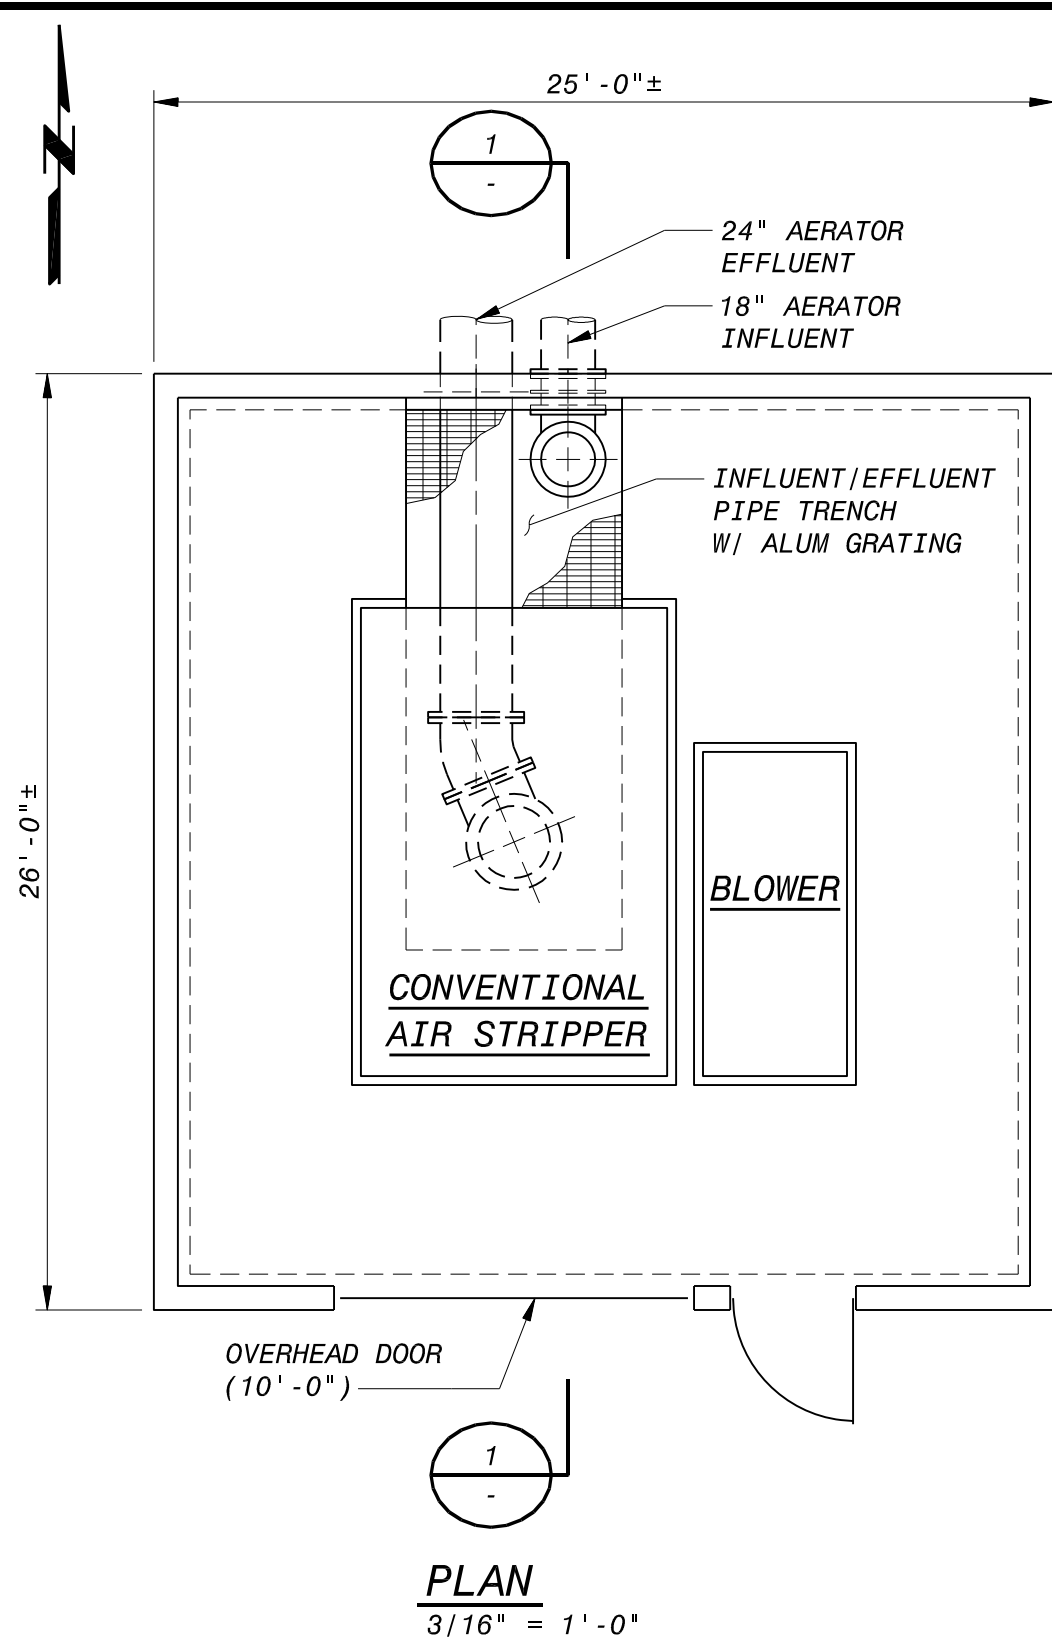 25'-0"±
1
-
24" AERATOR
EFFLUENT
18" AERATOR
INFLUENT
INFLUENT/EFFLUENT
PIPE TRENCH
W/ ALUM GRATING
26'-0"±
BLOWER
CONVENTIONAL
AIR STRIPPER
OVERHEAD DOOR
(10'-0")
1
-
PLAN
3/16" = 1'-0"
N